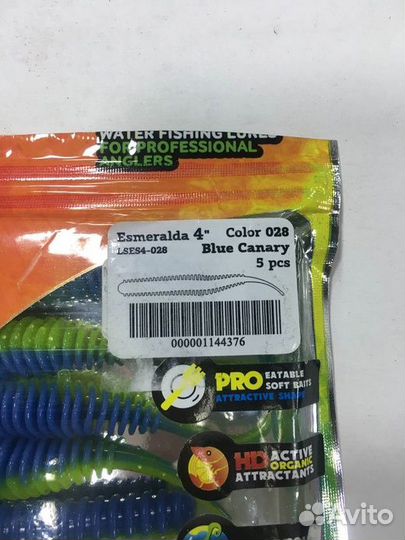 WATER FISHING LURES
FOR PROFESSIONAL
ANGLERS
Esmeralda 4" Color 028
LSES4-028 Blue Canary
5 pcs
000001144376
PRO EATABLE
SOFT BAITS
ATTRACTIVE SHAPE
HD ACTIVE
ORGANIC
ATTRACTANTS
Avito